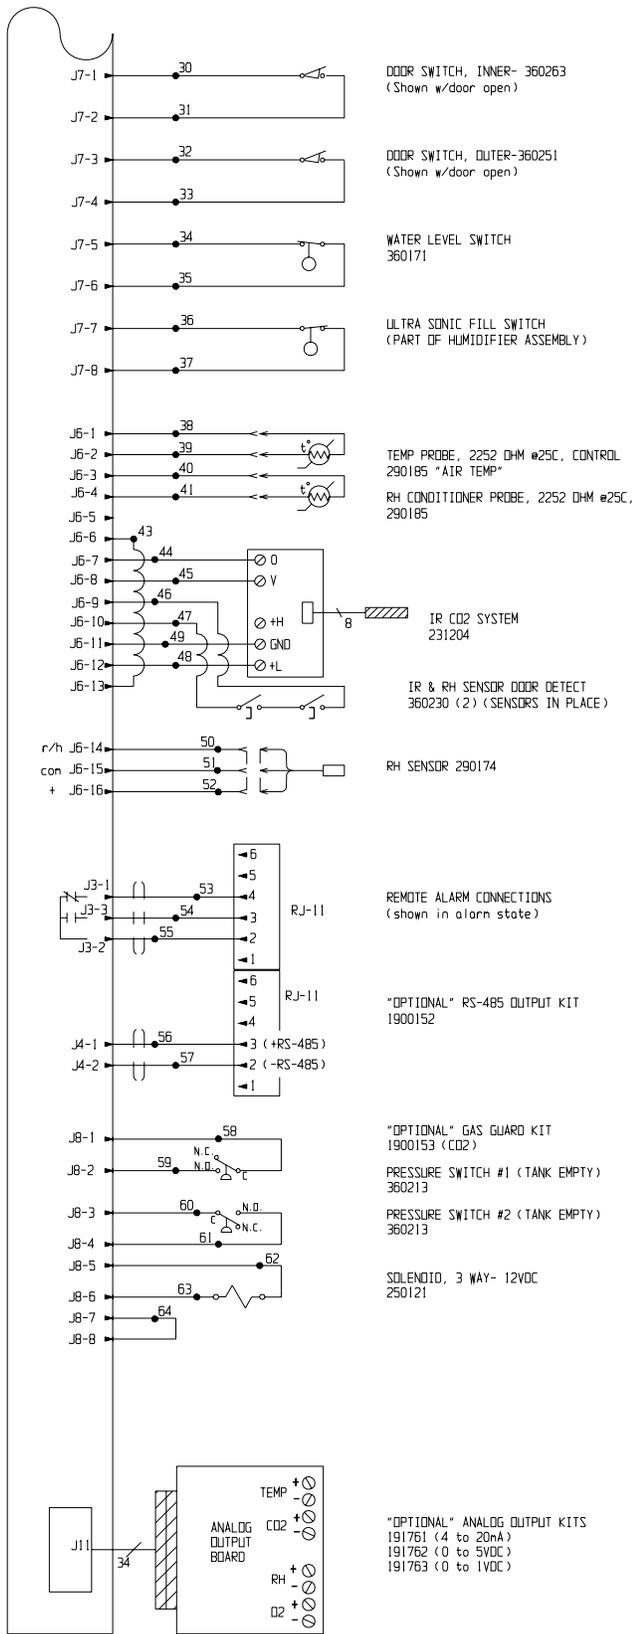 J7-1 30 DOOR SWITCH, INNER- 360263
(Shown w/door open)
J7-2 31
J7-3 32 DOOR SWITCH, OUTER-360251
(Shown w/door open)
J7-4 33
J7-5 34 WATER LEVEL SWITCH
360171
J7-6 35
J7-7 36 ULTRA SONIC FILL SWITCH
(PART OF HUMIDIFIER ASSEMBLY)
J7-8 37
J6-1 38
J6-2 39 t° TEMP PROBE, 2252 OHM @25C, CONTROL
290185 "AIR TEMP"
J6-3 40
J6-4 41 t° RH CONDITIONER PROBE, 2252 OHM @25C,
290185
J6-5
J6-6 43
J6-7 44 O
J6-8 45 V
J6-9 46
J6-10 47 +H 8 IR CO2 SYSTEM
231204
J6-11 49 GND
J6-12 48 +L
J6-13 IR & RH SENSOR DOOR DETECT
360230 (2) (SENSORS IN PLACE)
r/h J6-14 50
com J6-15 51 RH SENSOR 290174
+ J6-16 52
6
5
J3-1 53 4 REMOTE ALARM CONNECTIONS
J3-3 54 3 RJ-11 (shown in alarm state)
J3-2 55 2
1
6 RJ-11
5 "OPTIONAL" RS-485 OUTPUT KIT
1900152
4
J4-1 56 3 (+RS-485)
J4-2 57 2 (-RS-485)
1
J8-1 58 "OPTIONAL" GAS GUARD KIT
1900153 (CO2)
N.C.
J8-2 59 N.O. C PRESSURE SWITCH #1 (TANK EMPTY)
360213
J8-3 60 C N.O. PRESSURE SWITCH #2 (TANK EMPTY)
360213
N.C.
J8-4 61
J8-5 62
SOLENOID, 3 WAY- 12VDC
250121
J8-6 63
J8-7 64
J8-8
J11 34
ANALOG
OUTPUT
BOARD
TEMP + -
CO2 + -
RH + -
O2 + -
"OPTIONAL" ANALOG OUTPUT KITS
191761 (4 to 20mA)
191762 (0 to 5VDC)
191763 (0 to 1VDC)